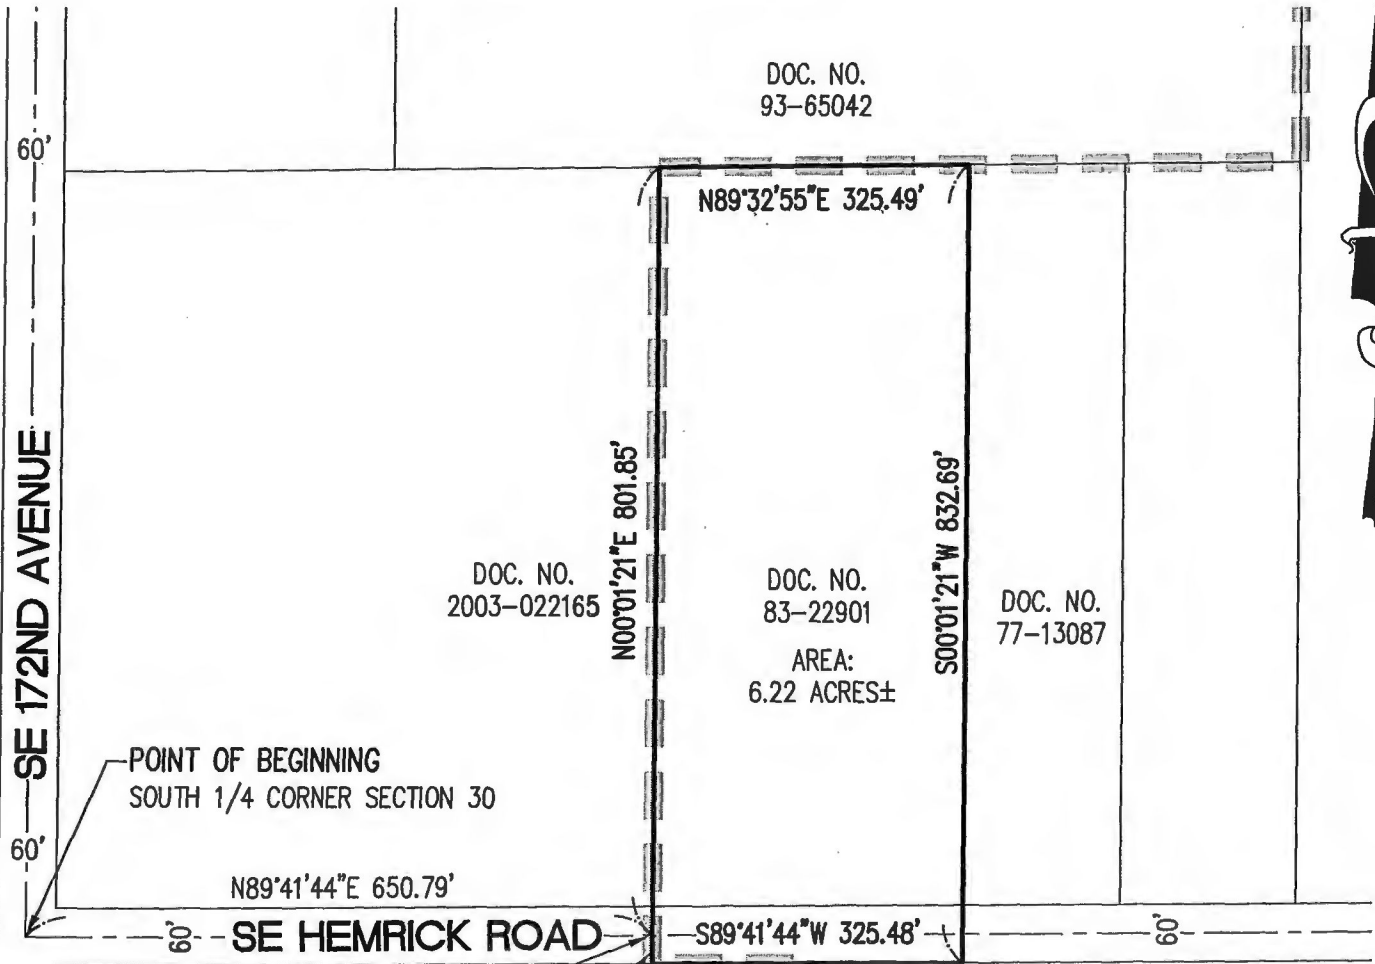 DOC. NO.
93-65042
60'
N89°32'55"E 325.49'
SE 172ND AVENUE
N00°01'21"E 801.85'
S00°01'21"W 832.69'
DOC. NO.
2003-022165
DOC. NO.
83-22901
AREA:
6.22 ACRES±
DOC. NO.
77-13087
POINT OF BEGINNING
SOUTH 1/4 CORNER SECTION 30
60'
N89°41'44"E 650.79'
60'
SE HEMRICK ROAD
S89°41'44"W 325.48'
60'